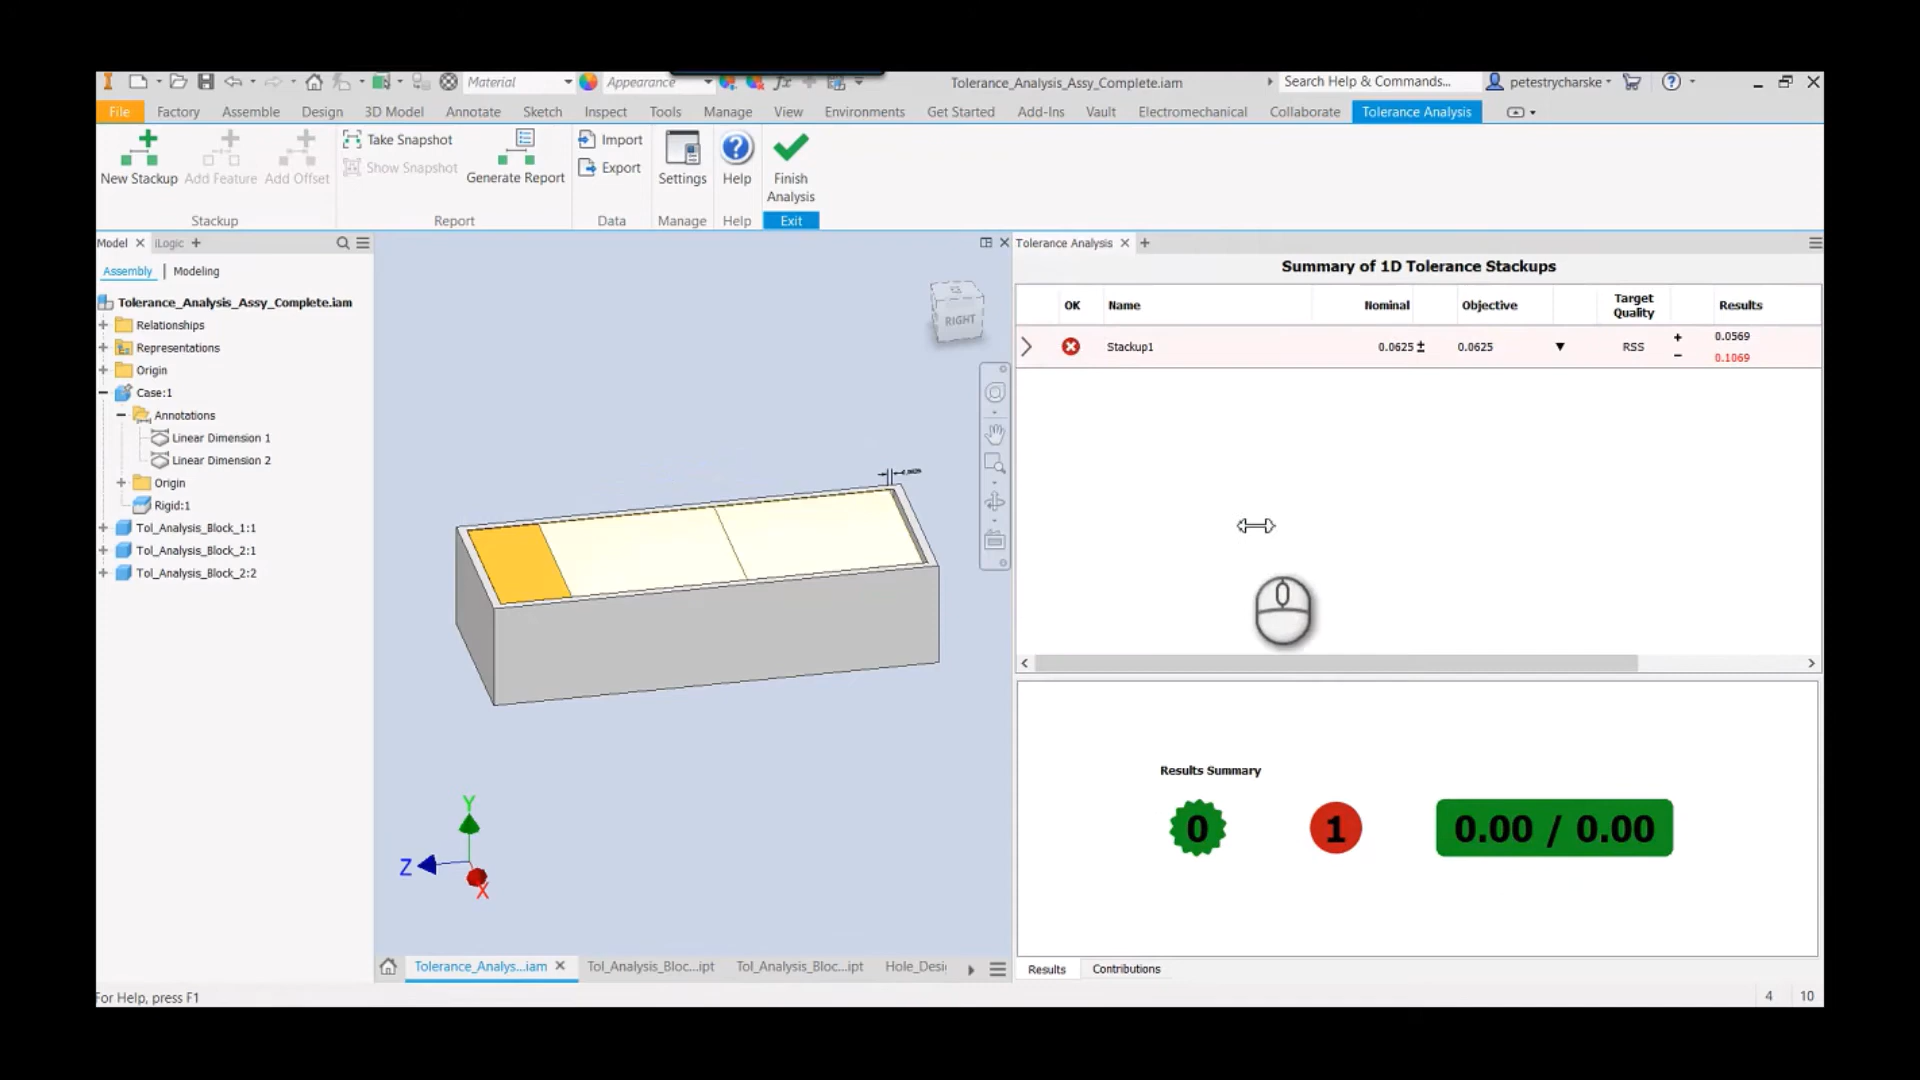 Material
Appearance
Tolerance_Analysis_Assy_Complete.iam
Search Help & Commands...
petestrycharske
File Factory Assemble Design 3D Model Annotate Sketch Inspect Tools Manage View Environments Get Started Add-Ins Vault Electromechanical Collaborate Tolerance Analysis
New Stackup
Add Feature
Add Offset
Stackup
Take Snapshot
Show Snapshot
Generate Report
Report
Import
Export
Data
Settings
Manage
Help
Help
Finish
Analysis
Exit
Model
iLogic
Assembly | Modeling
Tolerance_Analysis_Assy_Complete.iam
Relationships
Representations
Origin
Case:1
Annotations
Linear Dimension 1
Linear Dimension 2
Origin
Rigid:1
Tol_Analysis_Block_1:1
Tol_Analysis_Block_2:1
Tol_Analysis_Block_2:2
RIGHT
Y
Z
X
Tolerance_Analys...iam
Tol_Analysis_Bloc...ipt
Tol_Analysis_Bloc...ipt
Hole_Desi
Tolerance Analysis
Summary of 1D Tolerance Stackups
OK Name Nominal Objective Target Quality Results
Stackup1 0.0625 ± 0.0625 RSS + 0.0569
− 0.1069
Results Summary
0 1 0.00 / 0.00
Results Contributions
For Help, press F1
4 10